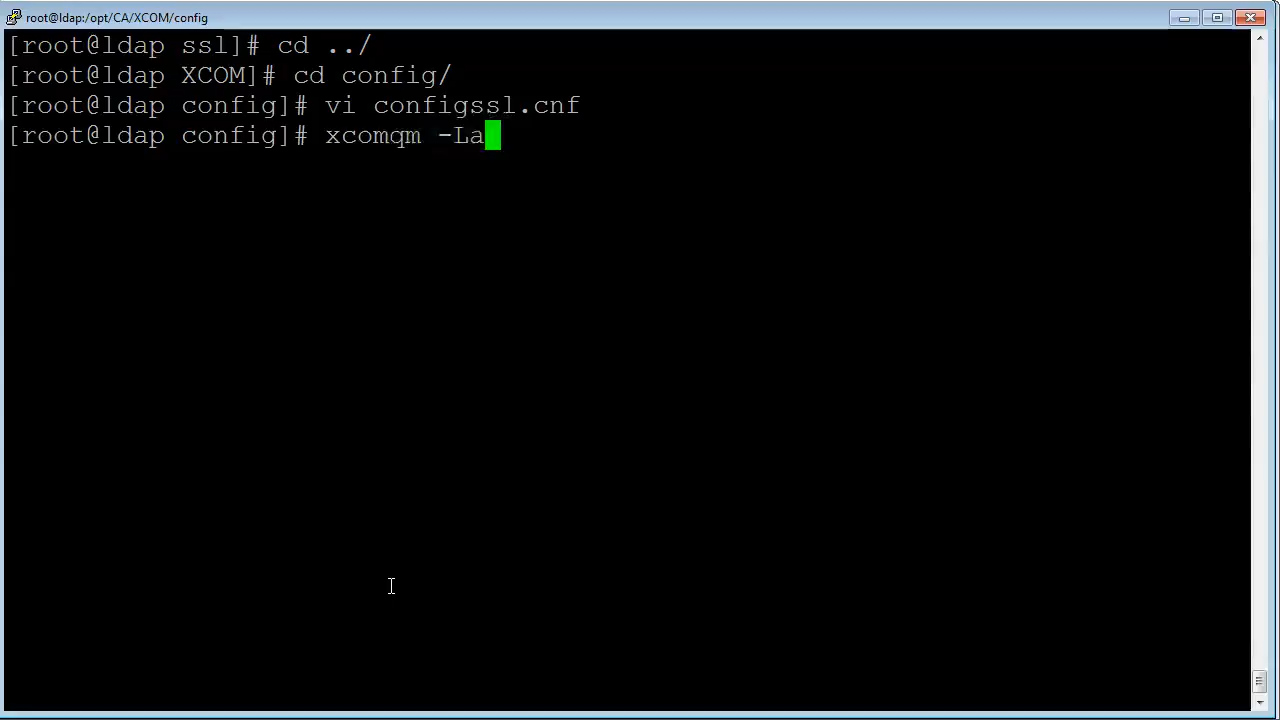 root@ldap:/opt/CA/XCOM/config
[root@ldap ssl]# cd ../
[root@ldap XCOM]# cd config/
[root@ldap config]# vi configssl.cnf
[root@ldap config]# xcomqm -La